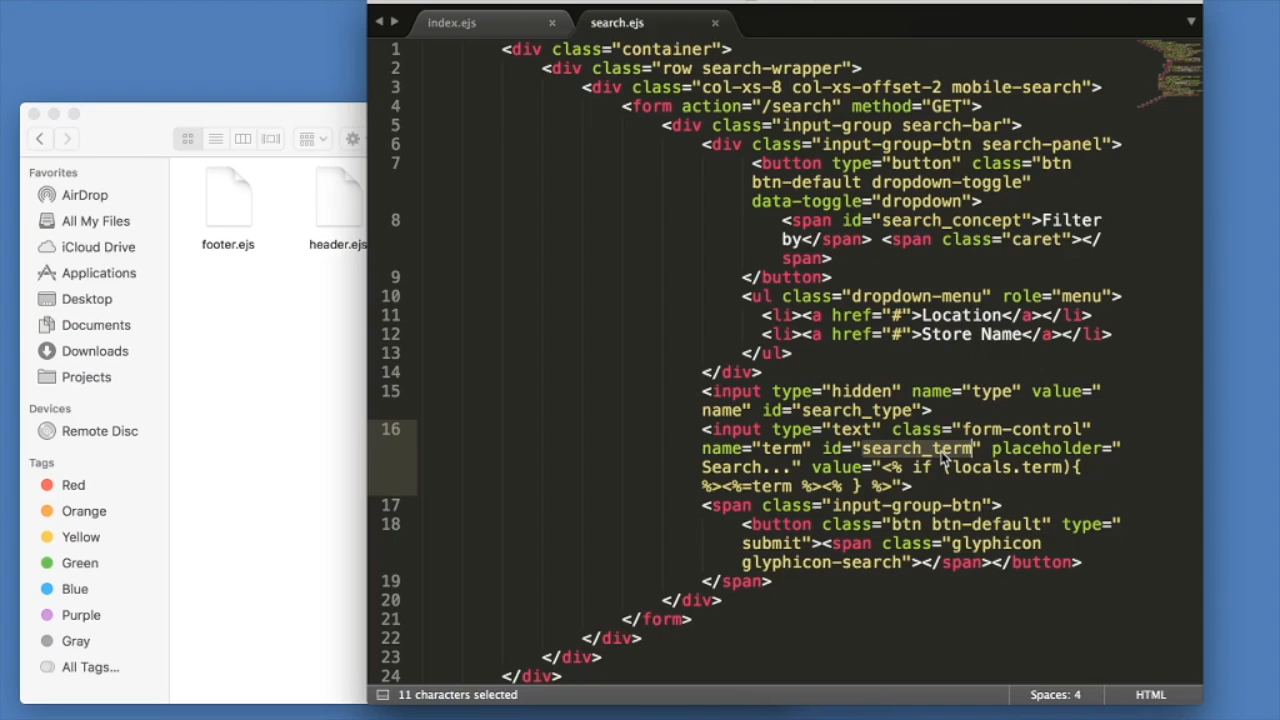 index.ejs ×
search.ejs ×
Favorites
AirDrop
All My Files
iCloud Drive
Applications
Desktop
Documents
Downloads
Projects
Devices
Remote Disc
Tags
Red
Orange
Yellow
Green
Blue
Purple
Gray
All Tags...
footer.ejs
header.ejs
1 <div class="container">
2 <div class="row search-wrapper">
3 <div class="col-xs-8 col-xs-offset-2 mobile-search">
4 <form action="/search" method="GET">
5 <div class="input-group search-bar">
6 <div class="input-group-btn search-panel">
7 <button type="button" class="btn
btn-default dropdown-toggle"
data-toggle="dropdown">
8 <span id="search_concept">Filter
by</span> <span class="caret"></
span>
9 </button>
10 <ul class="dropdown-menu" role="menu">
11 <li><a href="#">Location</a></li>
12 <li><a href="#">Store Name</a></li>
13 </ul>
14 </div>
15 <input type="hidden" name="type" value="
name" id="search_type">
16 <input type="text" class="form-control"
name="term" id="search_term" placeholder="
Search..." value="<% if (locals.term){
%><%=term %><% } %>">
17 <span class="input-group-btn">
18 <button class="btn btn-default" type="
submit"><span class="glyphicon
glyphicon-search"></span></button>
19 </span>
20 </div>
21 </form>
22 </div>
23 </div>
24 </div>
11 characters selected
Spaces: 4
HTML